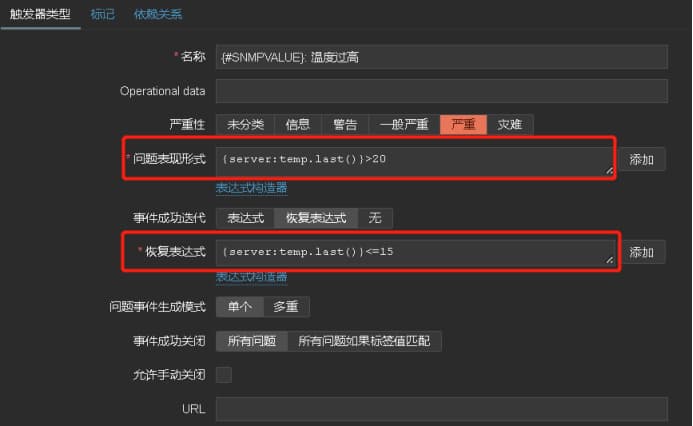 触发器类型 标记 依赖关系
* 名称 {#SNMPVALUE}: 温度过高
Operational data
严重性 未分类 信息 警告 一般严重 严重 灾难
* 问题表现形式 {server:temp.last()}>20 添加
表达式构造器
事件成功迭代 表达式 恢复表达式 无
* 恢复表达式 {server:temp.last()}<=15 添加
表达式构造器
问题事件生成模式 单个 多重
事件成功关闭 所有问题 所有问题如果标签值匹配
允许手动关闭
URL